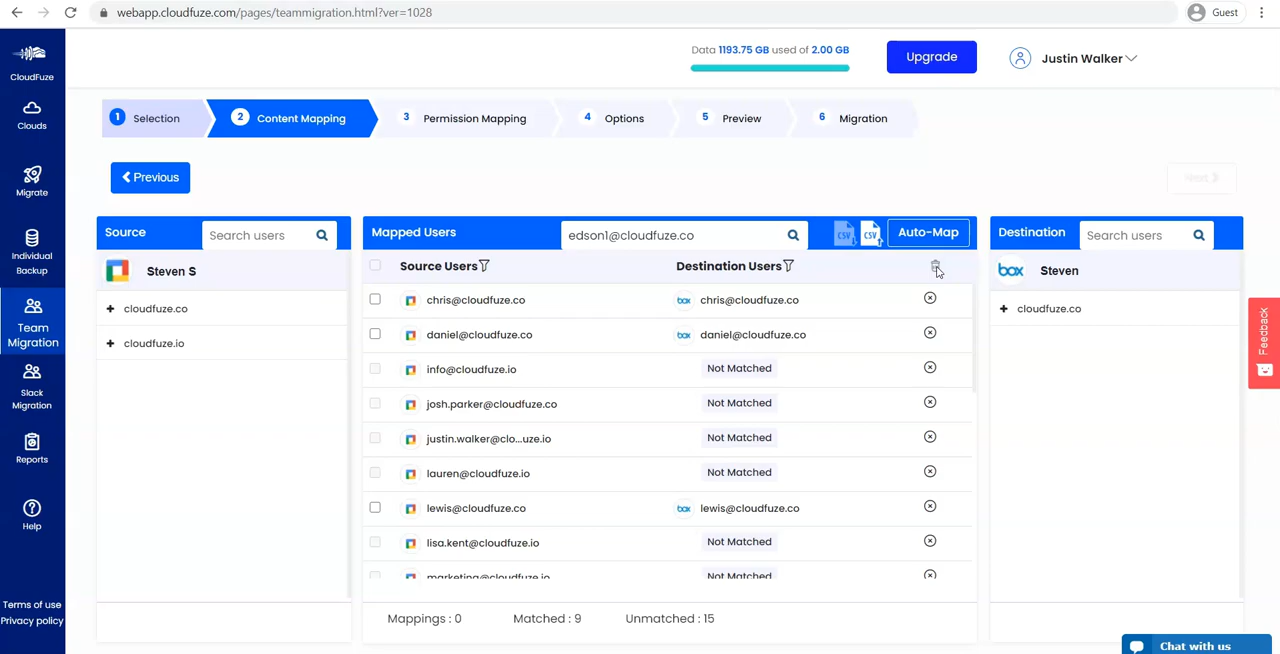 webapp.cloudfuze.com/pages/teammigration.html?ver=1028
Guest
CloudFuze
Clouds
Migrate
Individual
Backup
Team
Migration
Slack
Migration
Reports
Help
Terms of use
Privacy policy
Data 1193.75 GB used of 2.00 GB
Upgrade
Justin Walker
1 Selection
2 Content Mapping
3 Permission Mapping
4 Options
5 Preview
6 Migration
Previous
Next
Source
Search users
Steven S
+ cloudfuze.co
+ cloudfuze.io
Mapped Users
edson1@cloudfuze.co
CSV
CSV
Auto-Map
Source Users
Destination Users
chris@cloudfuze.co box chris@cloudfuze.co
daniel@cloudfuze.co box daniel@cloudfuze.co
info@cloudfuze.co Not Matched
josh.parker@cloudfuze.co Not Matched
justin.walker@clo...uze.io Not Matched
lauren@cloudfuze.io Not Matched
lewis@cloudfuze.co box lewis@cloudfuze.co
lisa.kent@cloudfuze.io Not Matched
marketing@cloudfuze.io Not Matched
Mappings : 0 Matched : 9 Unmatched : 15
Destination
Search users
box Steven
+ cloudfuze.co
Feedback
Chat with us